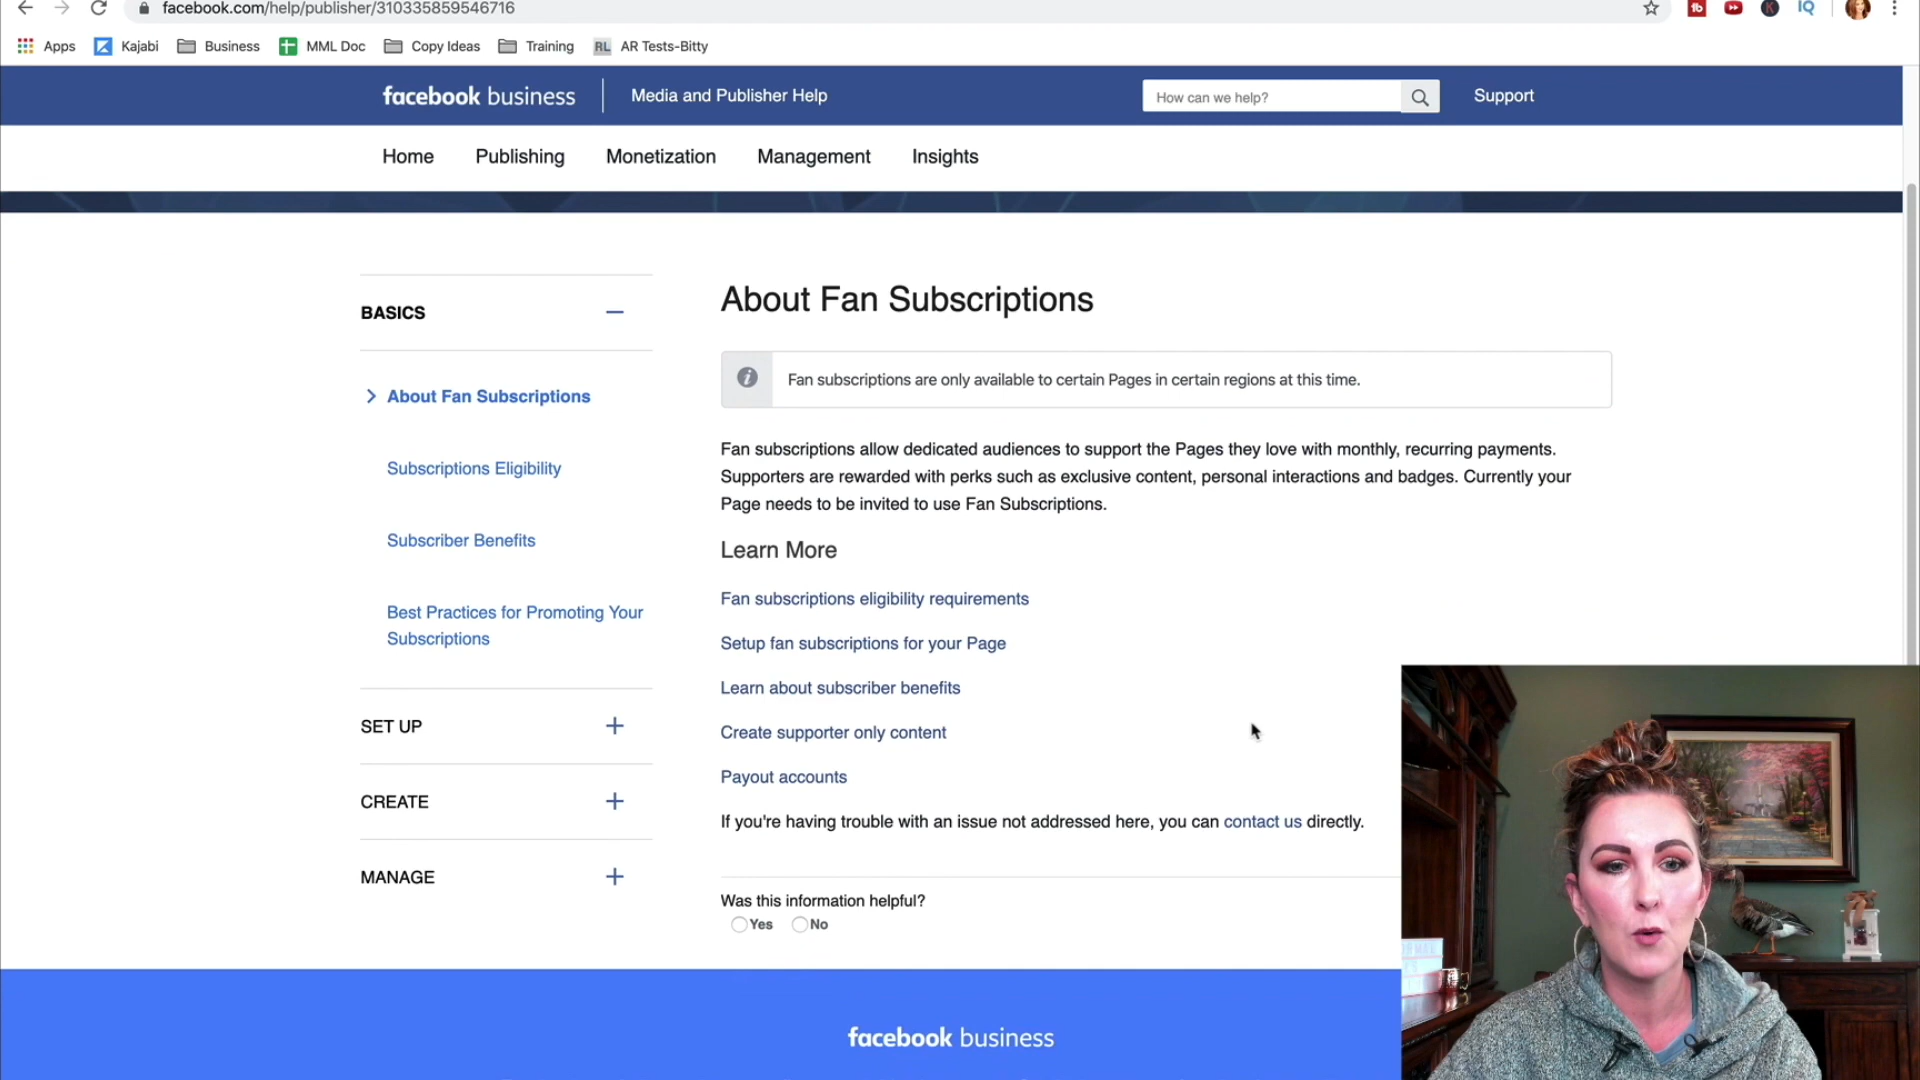 facebook.com/help/publisher/310335859546716
Apps Kajabi Business MML Doc Copy Ideas Training RL AR Tests-Bitty
facebook business Media and Publisher Help How can we help? Support
Home Publishing Monetization Management Insights
BASICS
About Fan Subscriptions
Subscriptions Eligibility
Subscriber Benefits
Best Practices for Promoting Your
Subscriptions
SET UP
CREATE
MANAGE
About Fan Subscriptions
Fan subscriptions are only available to certain Pages in certain regions at this time.
Fan subscriptions allow dedicated audiences to support the Pages they love with monthly, recurring payments.
Supporters are rewarded with perks such as exclusive content, personal interactions and badges. Currently your
Page needs to be invited to use Fan Subscriptions.
Learn More
Fan subscriptions eligibility requirements
Setup fan subscriptions for your Page
Learn about subscriber benefits
Create supporter only content
Payout accounts
If you're having trouble with an issue not addressed here, you can contact us directly.
Was this information helpful?
Yes No
facebook business